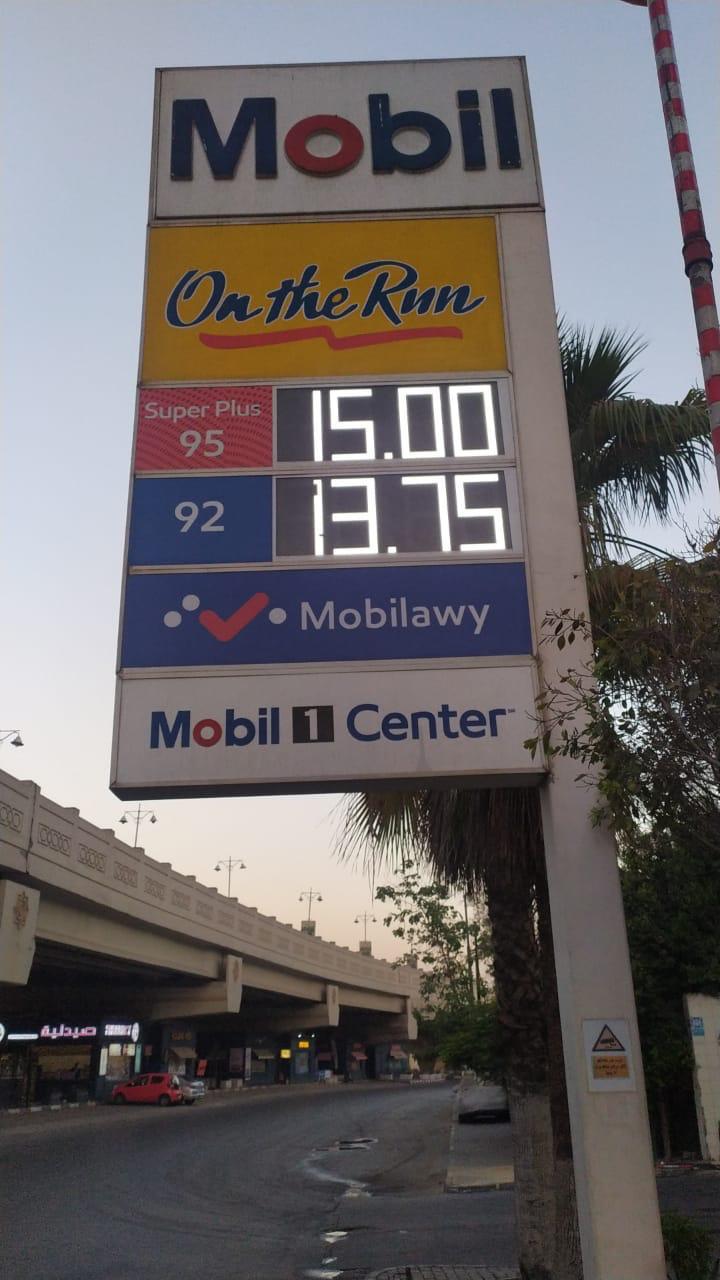 Mobil
On the Run
Super Plus
95
15.00
92
13.75
Mobilawy
Mobil 1 Center
صيدلية